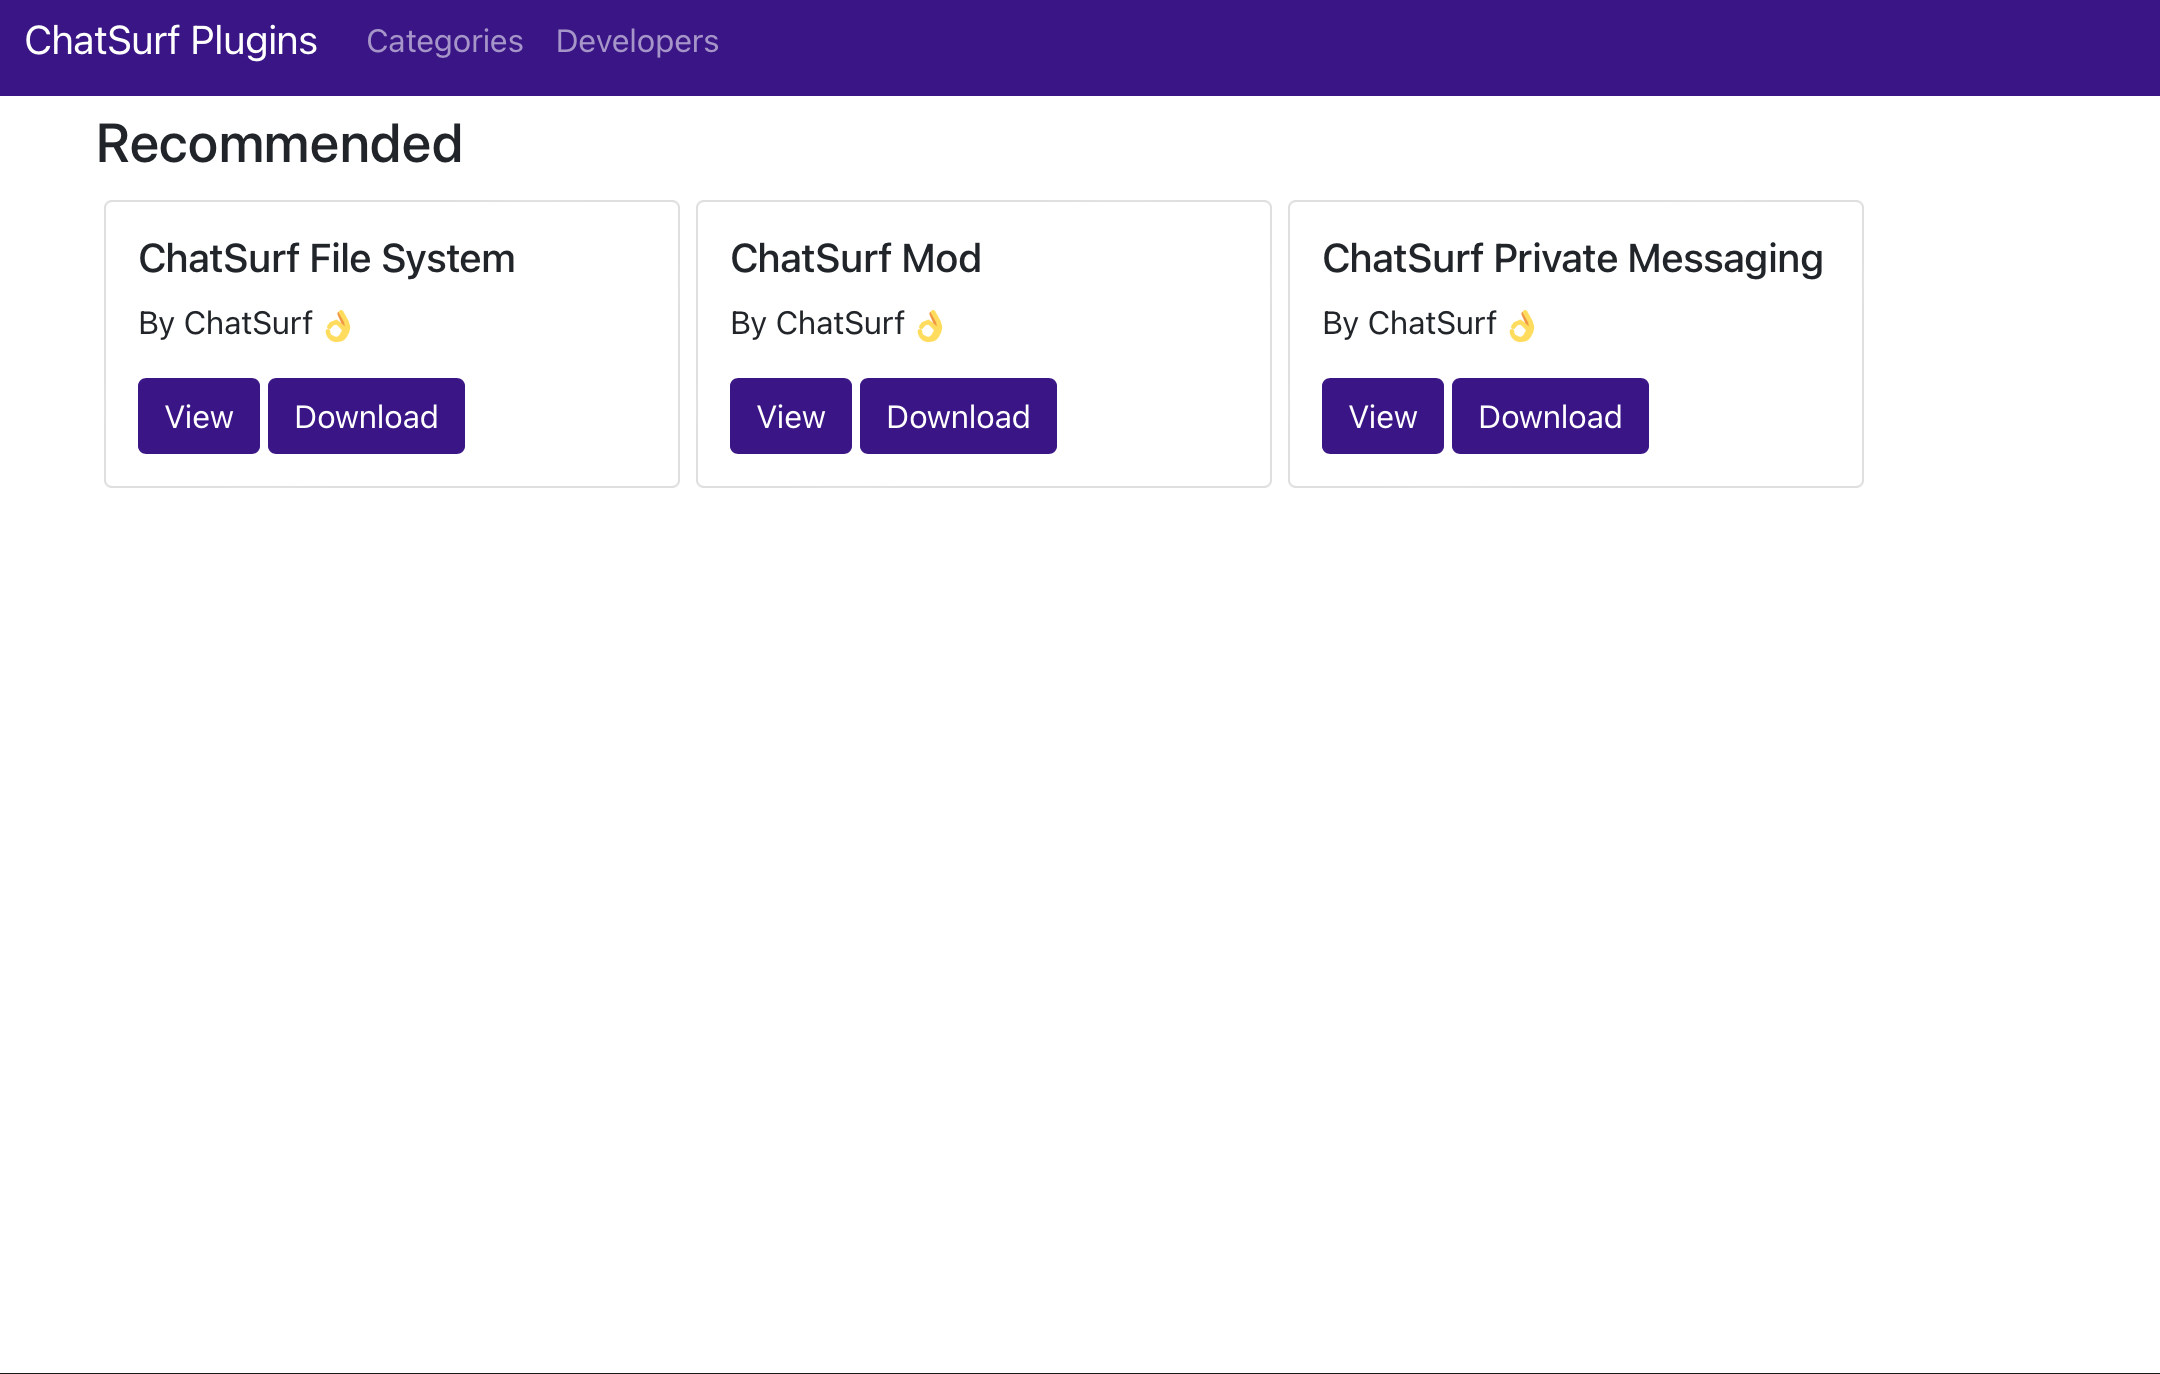 ChatSurf Plugins Categories Developers
Recommended
ChatSurf File System
By ChatSurf 👌
View Download
ChatSurf Mod
By ChatSurf 👌
View Download
ChatSurf Private Messaging
By ChatSurf 👌
View Download